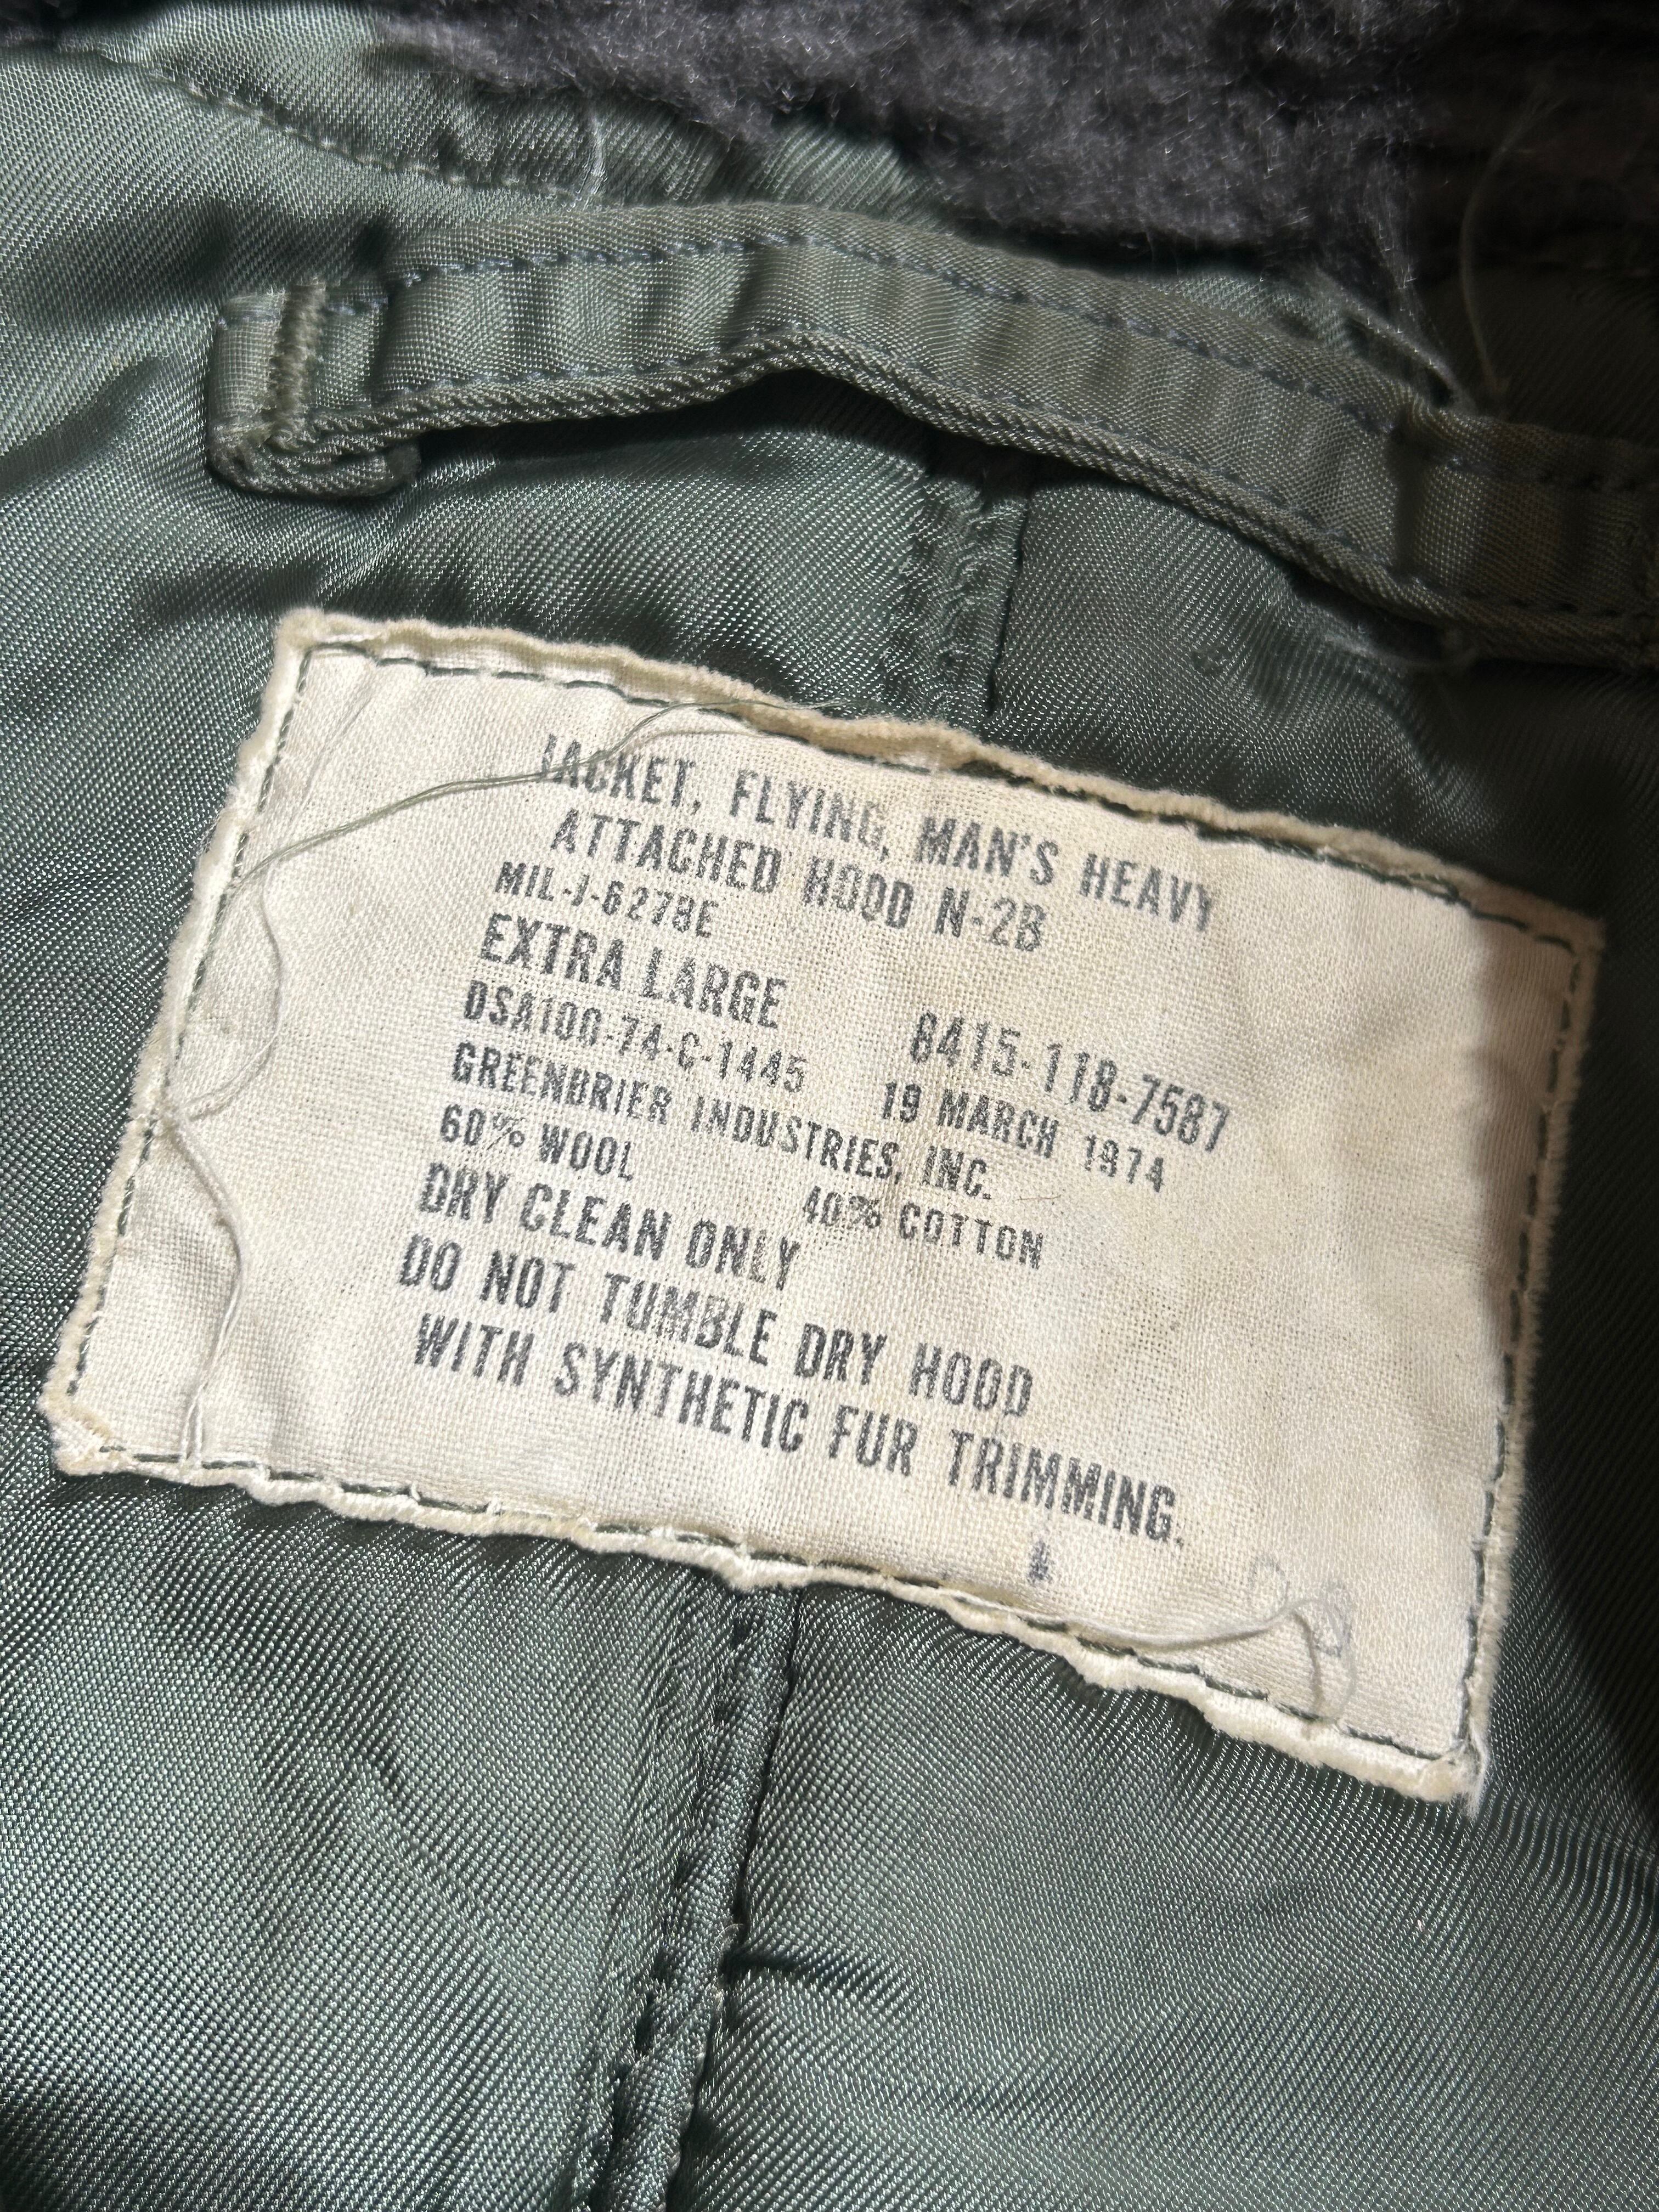 JACKET, FLYING, MAN'S HEAVY
ATTACHED HOOD N-2B
MIL-J-6278E
EXTRA LARGE 8415-118-7587
DSA100-74-C-1445 19 MARCH 1974
GREENBRIER INDUSTRIES, INC.
60% WOOL 40% COTTON
DRY CLEAN ONLY
DO NOT TUMBLE DRY HOOD
WITH SYNTHETIC FUR TRIMMING.